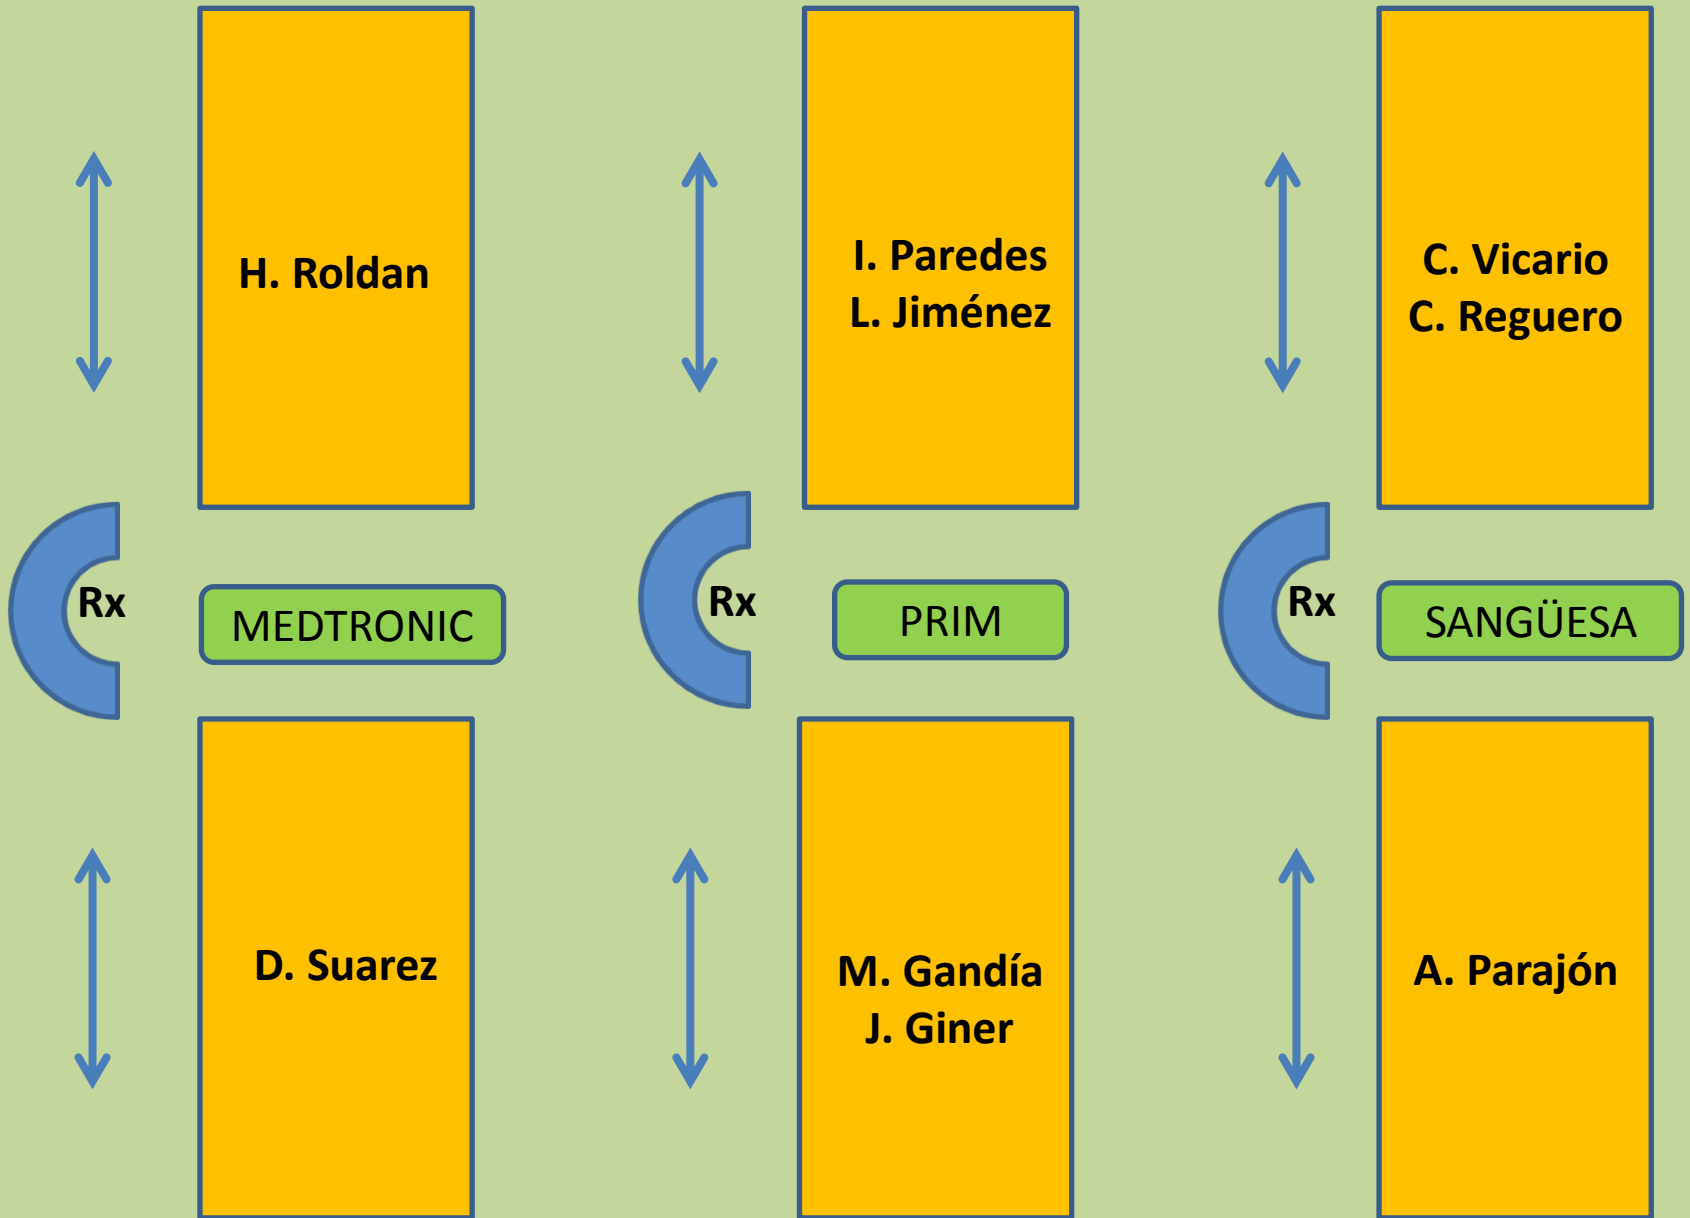 H. Roldan
I. Paredes
L. Jiménez
C. Vicario
C. Reguero
Rx
MEDTRONIC
Rx
PRIM
Rx
SANGÜESA
D. Suarez
M. Gandía
J. Giner
A. Parajón